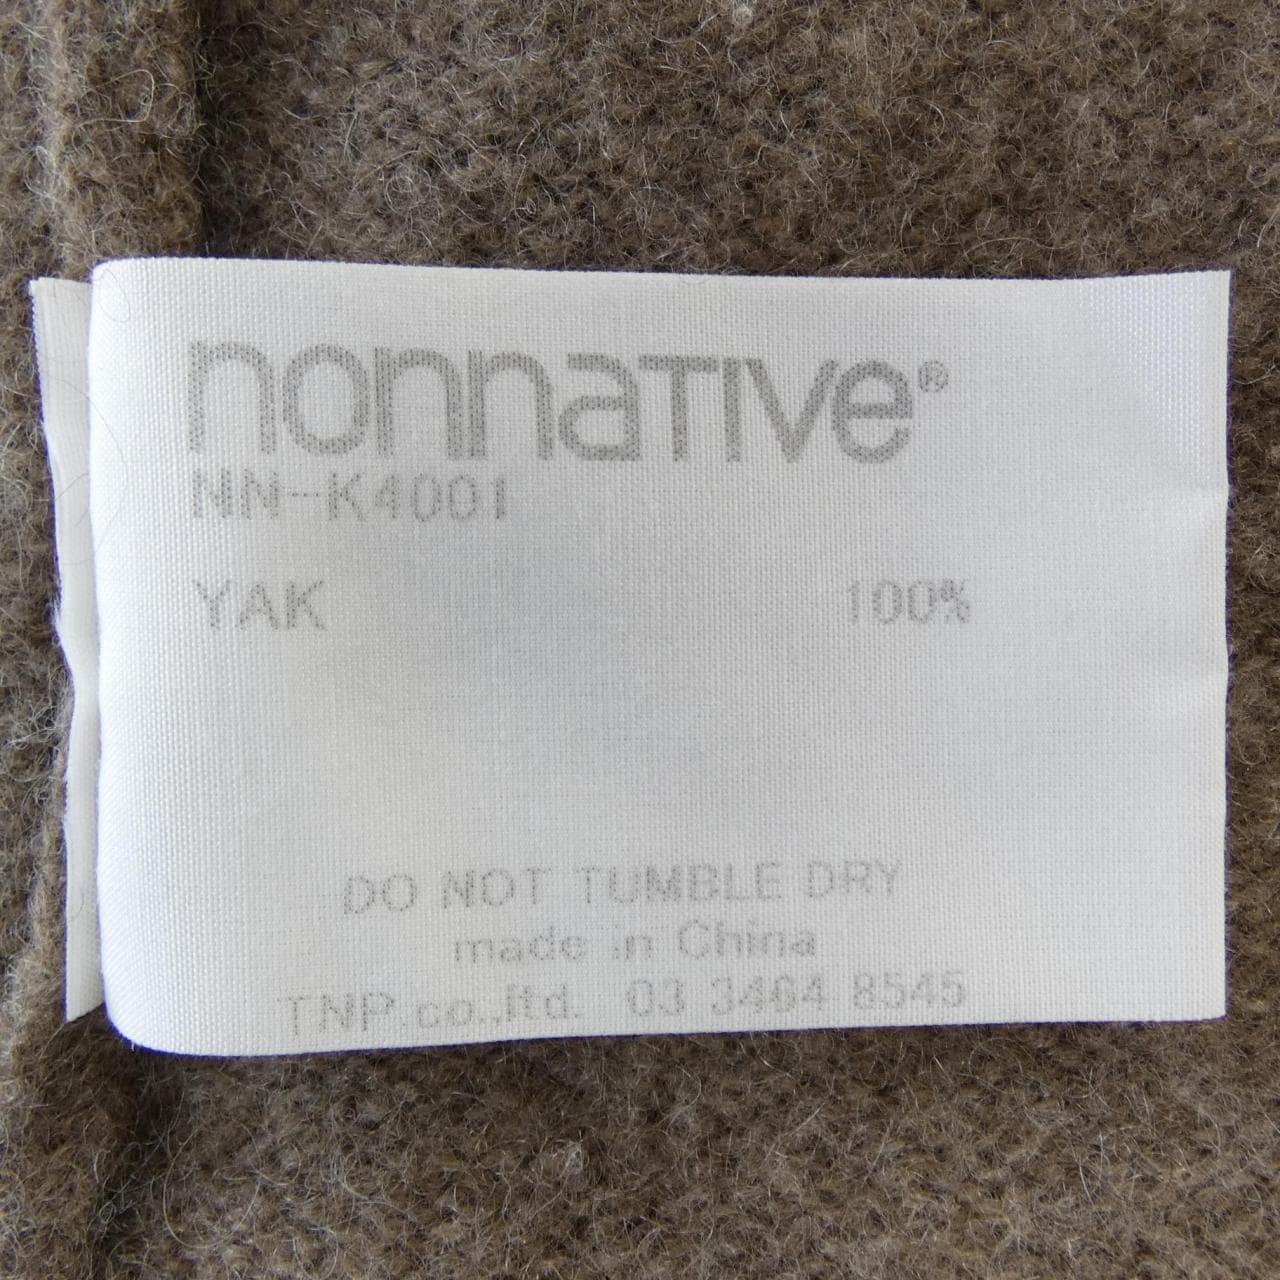 nonnative®
NN-K4001
YAK 100%
DO NOT TUMBLE DRY
made in China
TNP.co.,ltd. 03 3464 8545